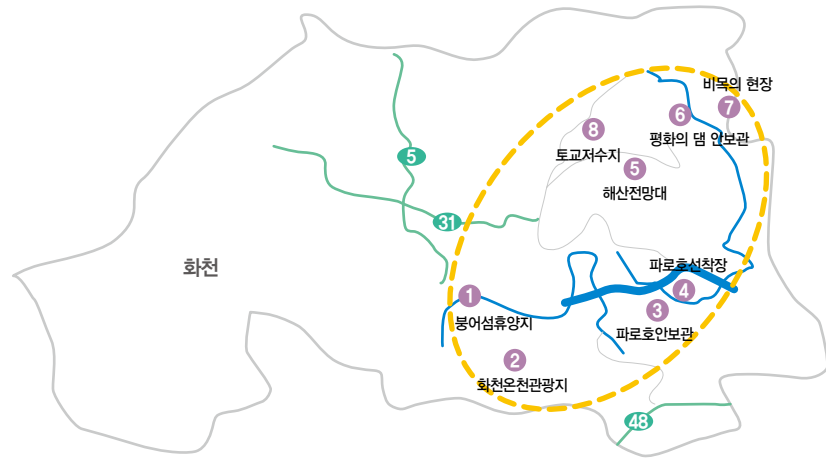 비목의 현장
7
6
평화의 댐 안보관
8
토교저수지
5
해산전망대
5
31
화천
파로호선착장
4
1
붕어섬휴양지
3
파로호안보관
2
화천온천관광지
48